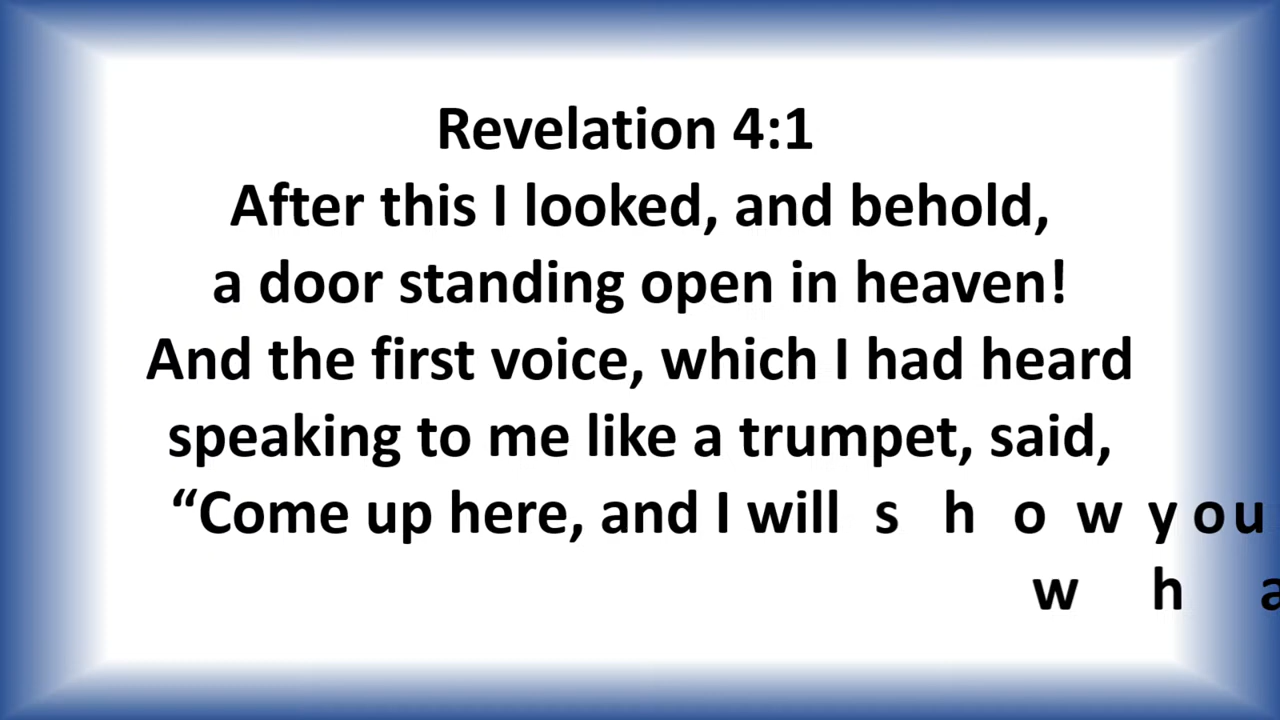 Revelation 4:1
After this I looked, and behold,
a door standing open in heaven!
And the first voice, which I had heard
speaking to me like a trumpet, said,
“Come up here, and I will s h o w you
w h a